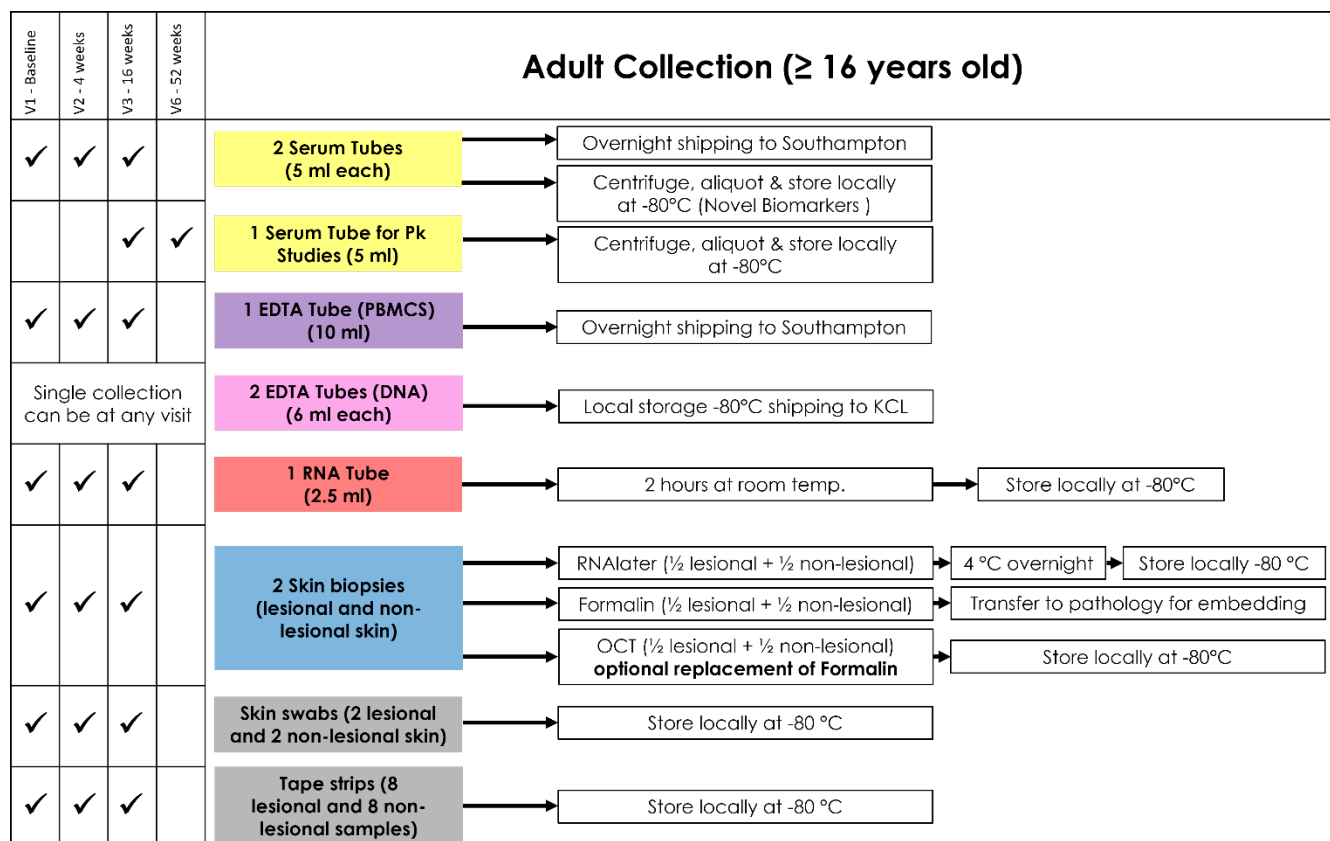 V1 - Baseline
V2 - 4 weeks
V3 - 16 weeks
V6 - 52 weeks
Adult Collection (≥ 16 years old)
✓ ✓ ✓
2 Serum Tubes
(5 ml each)
Overnight shipping to Southampton
Centrifuge, aliquot & store locally
at -80°C (Novel Biomarkers )
✓ ✓
1 Serum Tube for Pk
Studies (5 ml)
Centrifuge, aliquot & store locally
at -80°C
✓ ✓ ✓
1 EDTA Tube (PBMCS)
(10 ml)
Overnight shipping to Southampton
Single collection
can be at any visit
2 EDTA Tubes (DNA)
(6 ml each)
Local storage -80°C shipping to KCL
✓ ✓ ✓
1 RNA Tube
(2.5 ml)
2 hours at room temp.
Store locally at -80°C
✓ ✓ ✓
2 Skin biopsies
(lesional and non-
lesional skin)
RNAlater (½ lesional + ½ non-lesional)
4 °C overnight
Store locally -80 °C
Formalin (½ lesional + ½ non-lesional)
Transfer to pathology for embedding
OCT (½ lesional + ½ non-lesional)
optional replacement of Formalin
Store locally at -80°C
✓ ✓ ✓
Skin swabs (2 lesional
and 2 non-lesional skin)
Store locally at -80 °C
✓ ✓ ✓
Tape strips (8
lesional and 8 non-
lesional samples)
Store locally at -80 °C